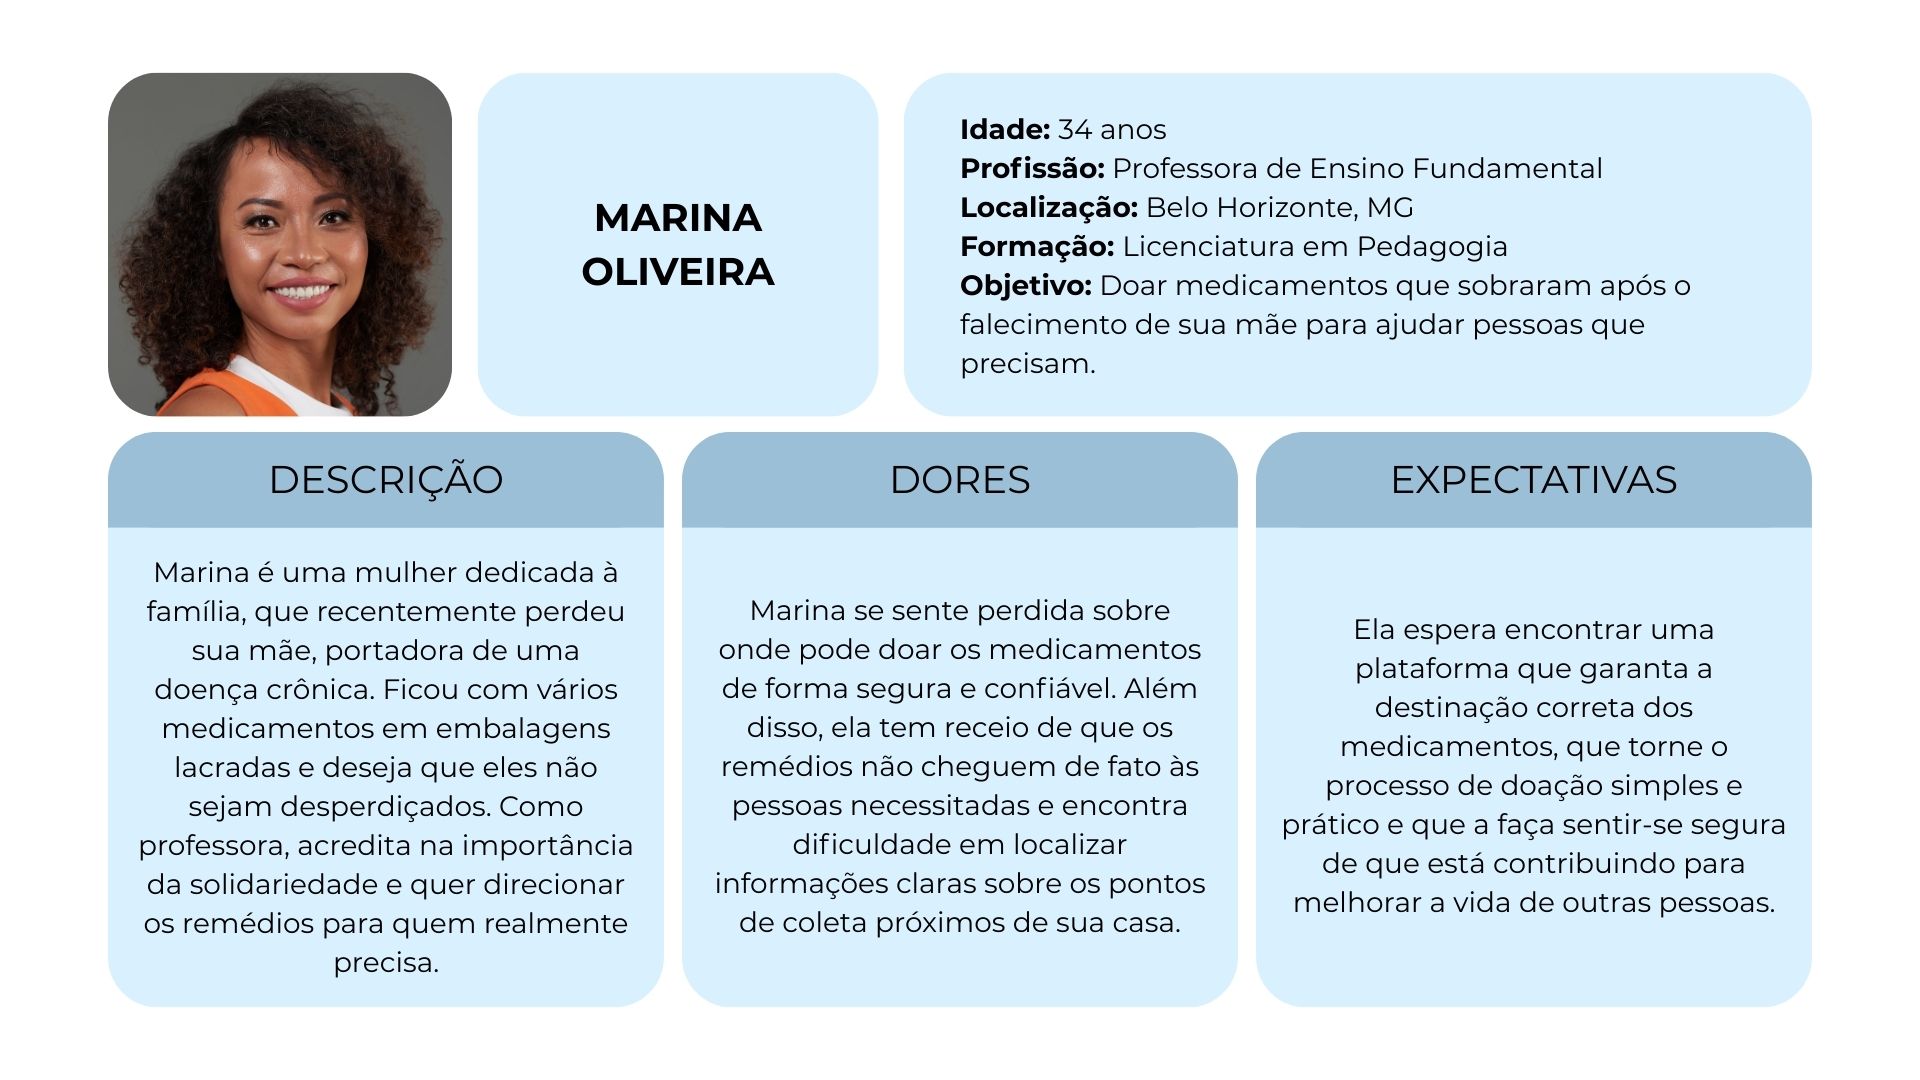 MARINA
OLIVEIRA
Idade: 34 anos
Profissão: Professora de Ensino Fundamental
Localização: Belo Horizonte, MG
Formação: Licenciatura em Pedagogia
Objetivo: Doar medicamentos que sobraram após o
falecimento de sua mãe para ajudar pessoas que
precisam.
DESCRIÇÃO
Marina é uma mulher dedicada à
família, que recentemente perdeu
sua mãe, portadora de uma
doença crônica. Ficou com vários
medicamentos em embalagens
lacradas e deseja que eles não
sejam desperdiçados. Como
professora, acredita na importância
da solidariedade e quer direcionar
os remédios para quem realmente
precisa.
DORES
Marina se sente perdida sobre
onde pode doar os medicamentos
de forma segura e confiável. Além
disso, ela tem receio de que os
remédios não cheguem de fato às
pessoas necessitadas e encontra
dificuldade em localizar
informações claras sobre os pontos
de coleta próximos de sua casa.
EXPECTATIVAS
Ela espera encontrar uma
plataforma que garanta a
destinação correta dos
medicamentos, que torne o
processo de doação simples e
prático e que a faça sentir-se segura
de que está contribuindo para
melhorar a vida de outras pessoas.